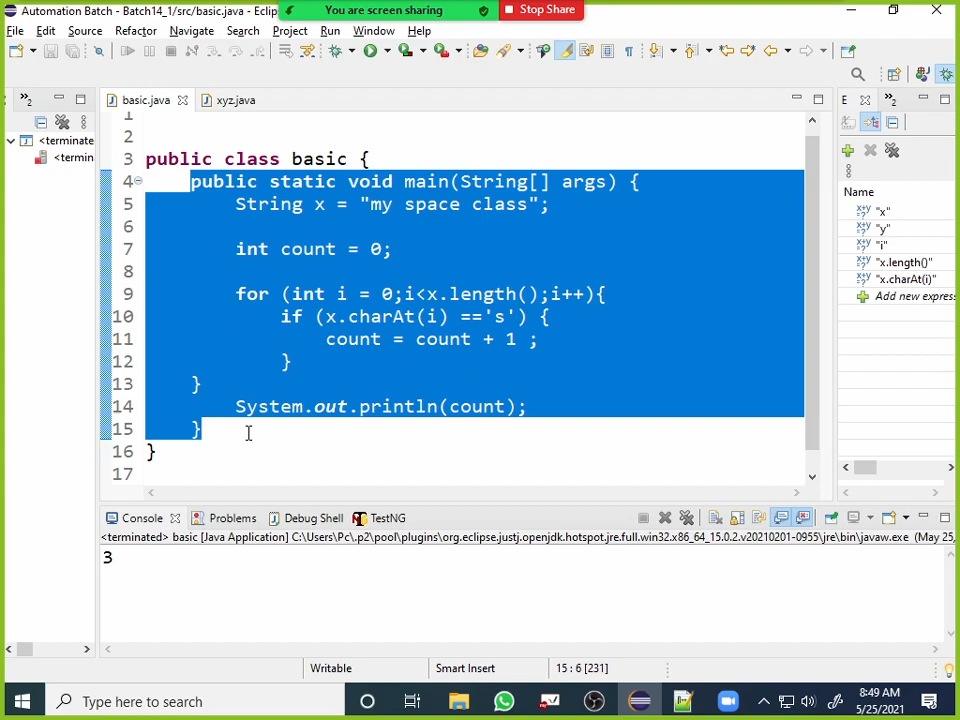 Automation Batch - Batch14_1/src/basic.java - Eclip
You are screen sharing
Stop Share
File Edit Source Refactor Navigate Search Project Run Window Help
basic.java
xyz.java
E
<terminate
<termin
1
2
3 public class basic {
4 public static void main(String[] args) {
5 String x = "my space class";
6
7 int count = 0;
8
9 for (int i = 0;i<x.length();i++){
10 if (x.charAt(i) =='s') {
11 count = count + 1 ;
12 }
13 }
14 System.out.println(count);
15 }
16 }
17
Name
"x"
"y"
"i"
"x.length()"
"x.charAt(i)"
Add new expres
Console Problems Debug Shell TestNG
<terminated> basic [Java Application] C:\Users\Pc\.p2\pool\plugins\org.eclipse.justj.openjdk.hotspot.jre.full.win32.x86_64_15.0.2.v20210201-0955\jre\bin\javaw.exe (May 25,
3
Writable Smart Insert 15 : 6 [231]
Type here to search
8:49 AM
5/25/2021